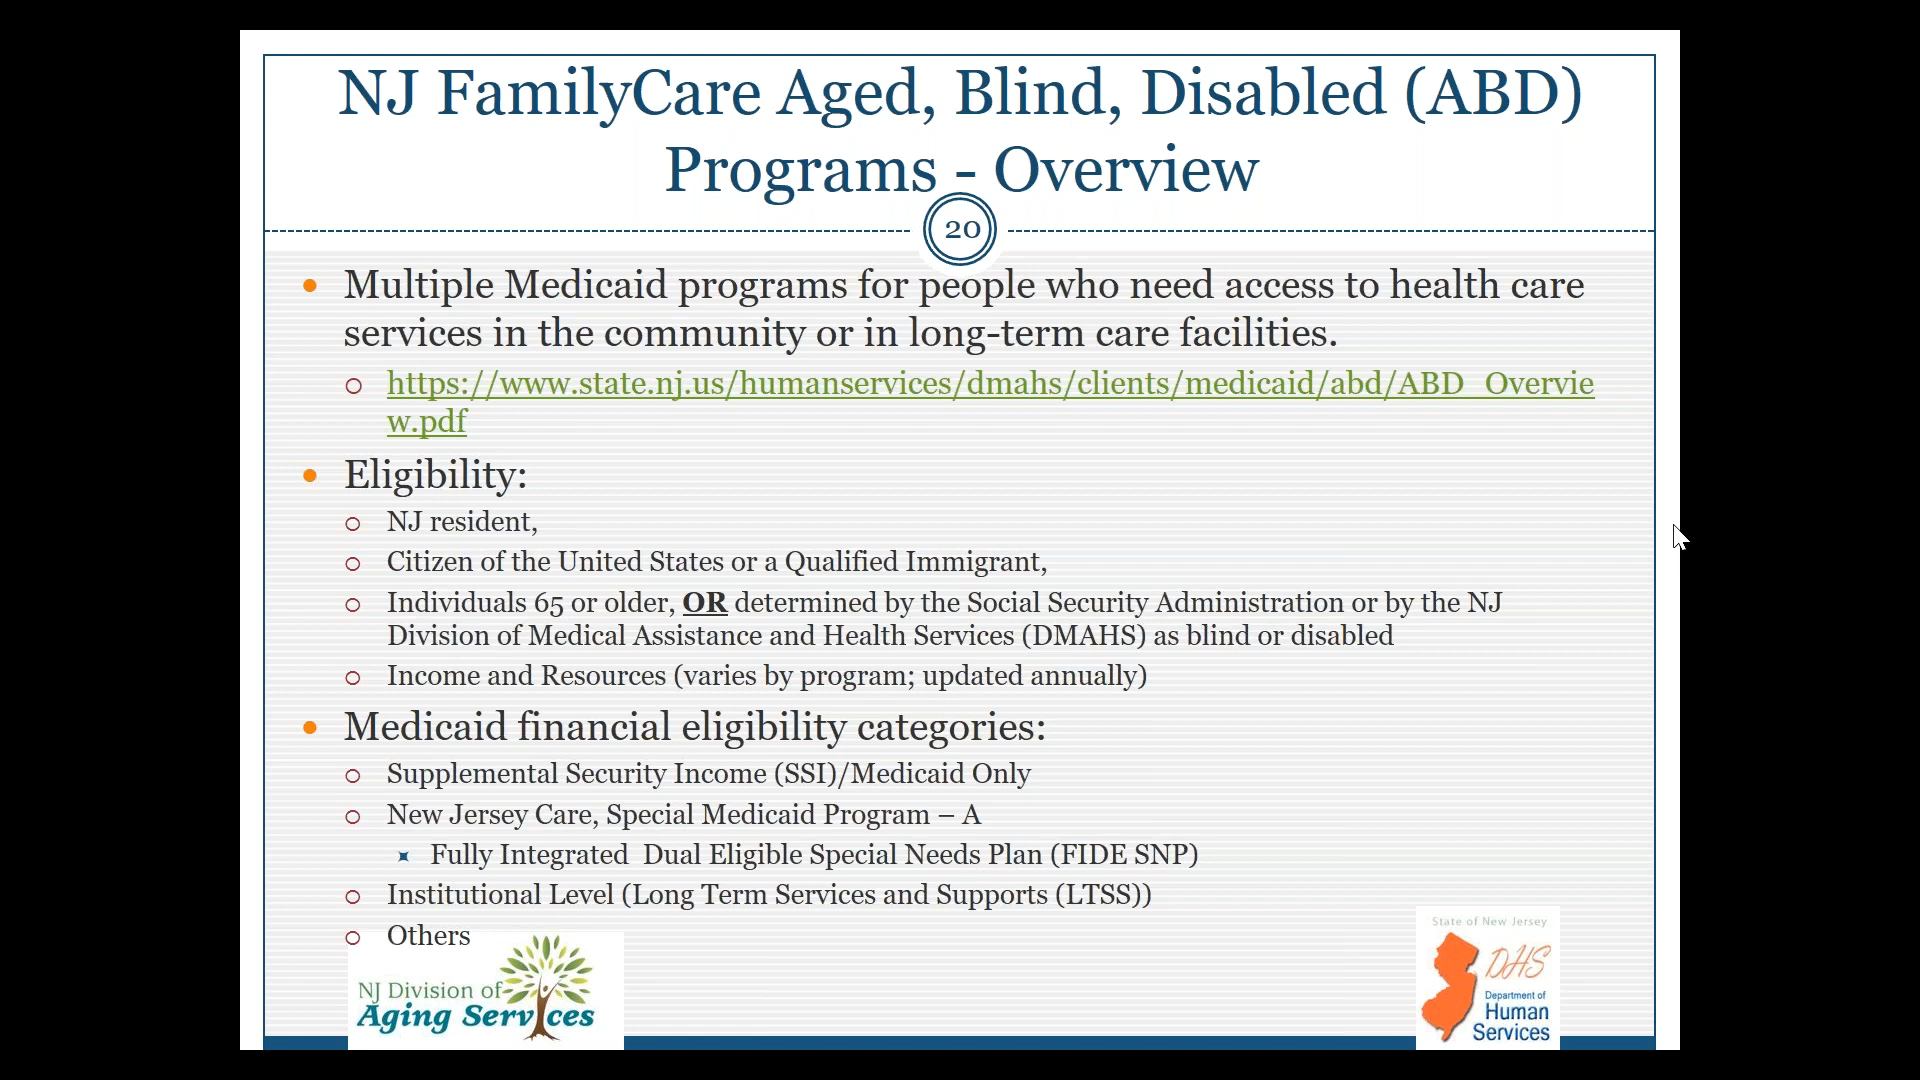 NJ FamilyCare Aged, Blind, Disabled (ABD)
Programs - Overview
20
Multiple Medicaid programs for people who need access to health care
services in the community or in long-term care facilities.
https://www.state.nj.us/humanservices/dmahs/clients/medicaid/abd/ABD_Overvie
w.pdf
Eligibility:
NJ resident,
Citizen of the United States or a Qualified Immigrant,
Individuals 65 or older, OR determined by the Social Security Administration or by the NJ
Division of Medical Assistance and Health Services (DMAHS) as blind or disabled
Income and Resources (varies by program; updated annually)
Medicaid financial eligibility categories:
Supplemental Security Income (SSI)/Medicaid Only
New Jersey Care, Special Medicaid Program – A
Fully Integrated Dual Eligible Special Needs Plan (FIDE SNP)
Institutional Level (Long Term Services and Supports (LTSS))
Others
NJ Division of
Aging Services
State of New Jersey
DHS
Department of
Human
Services